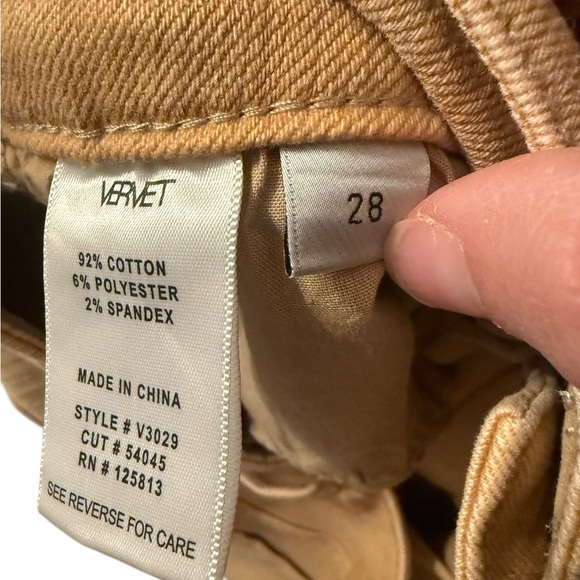 VERVET
92% COTTON
6% POLYESTER
2% SPANDEX
MADE IN CHINA
STYLE # V3029
CUT # 54045
RN # 125813
SEE REVERSE FOR CARE
28